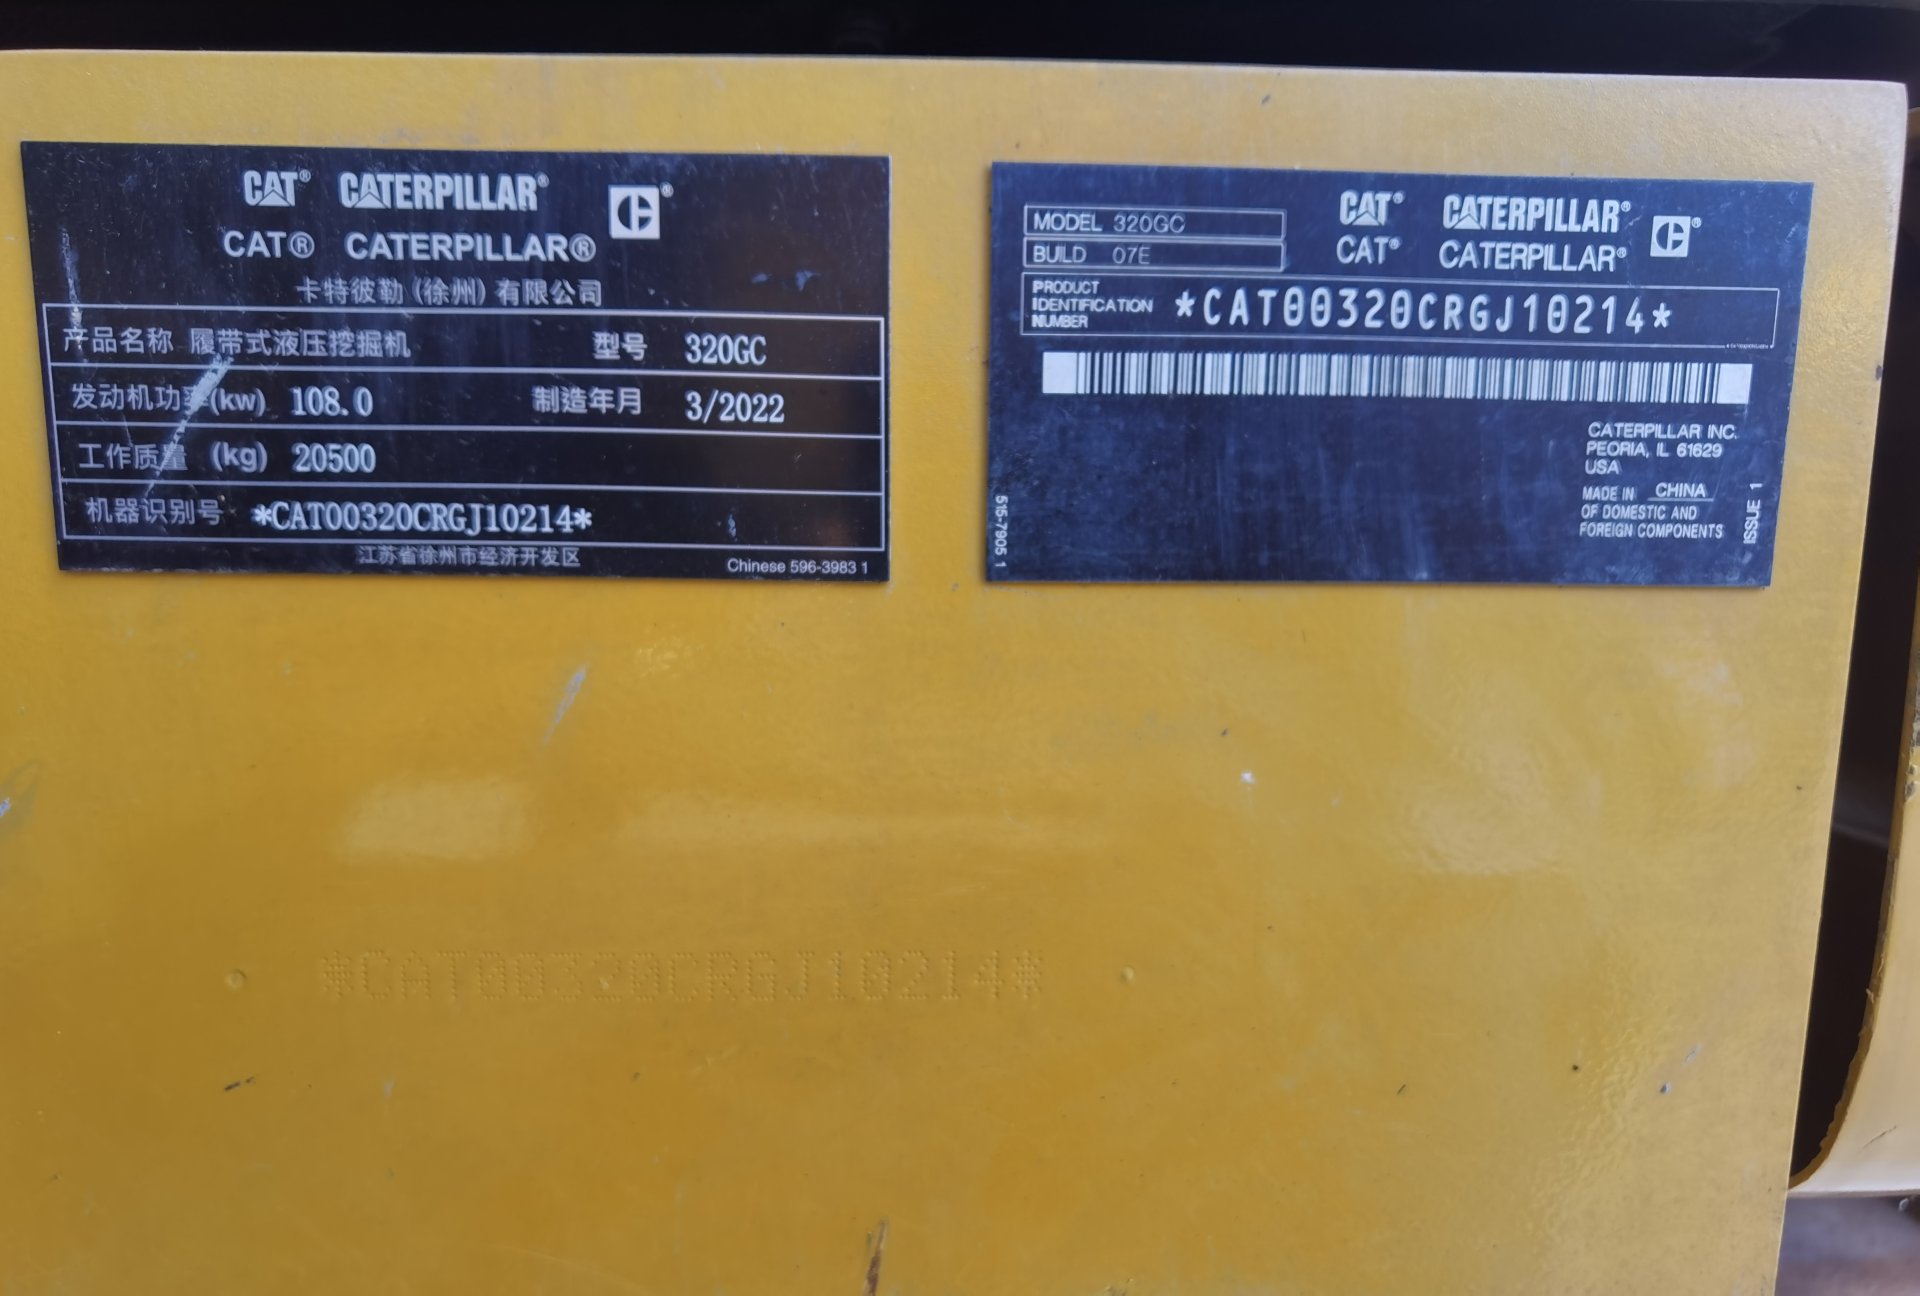 CAT® CATERPILLAR®
CAT® CATERPILLAR®
卡特彼勒 (徐州) 有限公司
产品名称 履带式液压挖掘机 型号 320GC
发动机功率(kw) 108.0 制造年月 3/2022
工作质量 (kg) 20500
机器识别号 *CAT00320CRGJ10214*
江苏省徐州市经济开发区
Chinese 596-3983 1
MODEL 320GC
BUILD 07E
CAT® CATERPILLAR®
CAT® CATERPILLAR®
PRODUCT
IDENTIFICATION
NUMBER
*CAT00320CRGJ10214*
CATERPILLAR INC.
PEORIA, IL 61629
USA
MADE IN CHINA
OF DOMESTIC AND
FOREIGN COMPONENTS
515-7905 1
ISSUE 1
*CAT00320CRGJ10214*